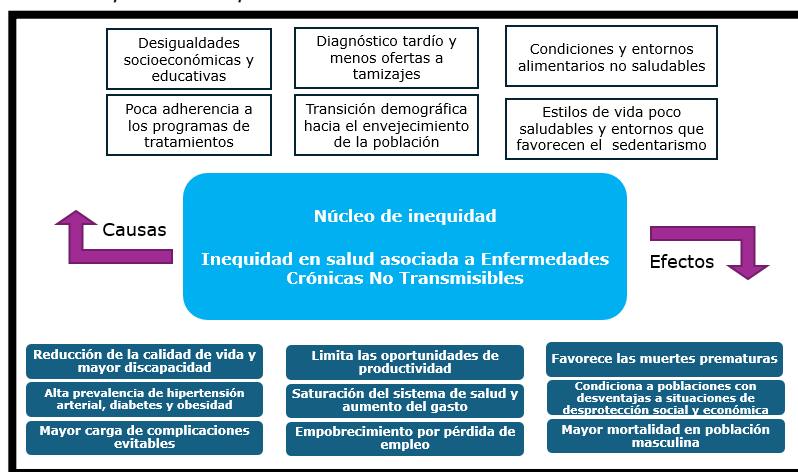 Desigualdades
socioeconómicas y
educativas
Diagnóstico tardío y
menos ofertas a
tamizajes
Condiciones y entornos
alimentarios no saludables
Poca adherencia a
los programas de
tratamientos
Transición demográfica
hacia el envejecimiento
de la población
Estilos de vida poco
saludables y entornos que
favorecen el sedentarismo
Causas
Núcleo de inequidad
Inequidad en salud asociada a Enfermedades
Crónicas No Transmisibles
Efectos
Reducción de la calidad de vida y
mayor discapacidad
Limita las oportunidades de
productividad
Favorece las muertes prematuras
Alta prevalencia de hipertensión
arterial, diabetes y obesidad
Saturación del sistema de salud y
aumento del gasto
Condiciona a poblaciones con
desventajas a situaciones de
desprotección social y económica
Mayor carga de complicaciones
evitables
Empobrecimiento por pérdida de
empleo
Mayor mortalidad en población
masculina